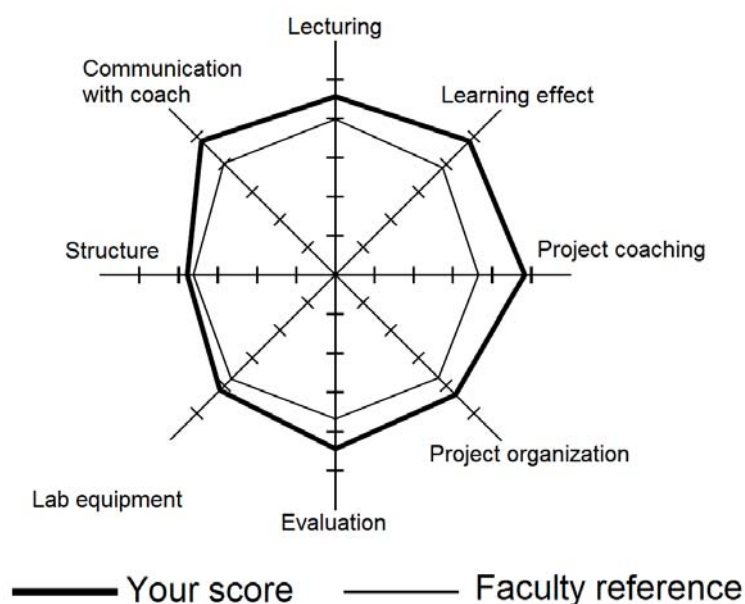 Lecturing
Communication
with coach
Learning effect
Structure
Project coaching
Project organization
Lab equipment
Evaluation
Your score
Faculty reference